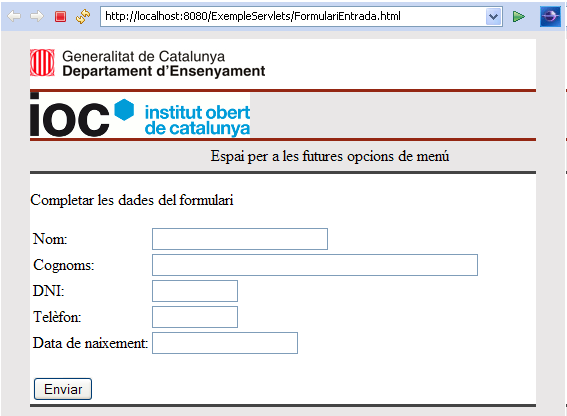 http://localhost:8080/ExempleServlets/FormulariEntrada.html
Generalitat de Catalunya
Departament d'Ensenyament
ioc institut obert
de catalunya
Espai per a les futures opcions de menú
Completar les dades del formulari
Nom:
Cognoms:
DNI:
Telèfon:
Data de naixement:
Enviar